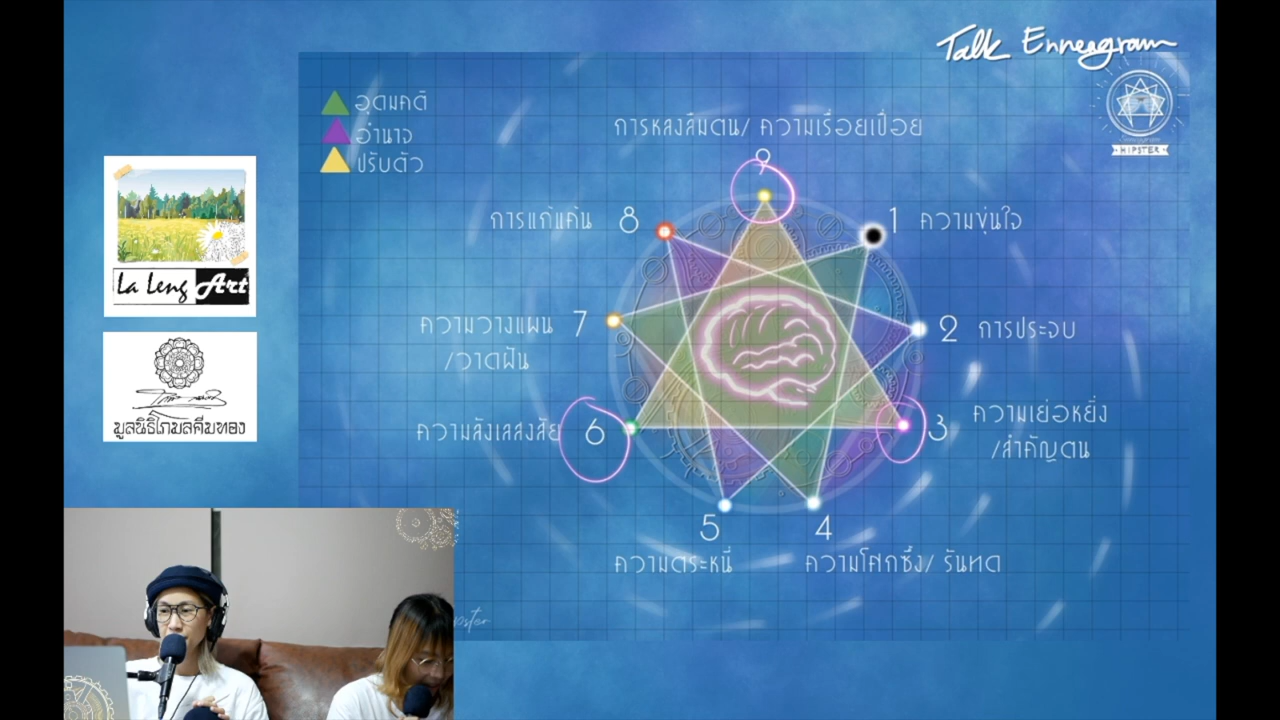 Talk Enneagram
HIPSTER
อุดมคติ
อำนาจ
ปรับตัว
การหลงลืมตน/ ความเรื่อยเปื่อย
9
การแก้แค้น 8
1 ความขุ่นใจ
ความวางแผน 7
/วาดฝัน
2 การประจบ
ความลังเลสงสัย 6
3 ความเย่อหยิ่ง
/สำคัญตน
5
ความตระหนี่
4
ความโศกซึ้ง/ รันทด
La Leng Art
มูลนิธิโกมลคีมทอง